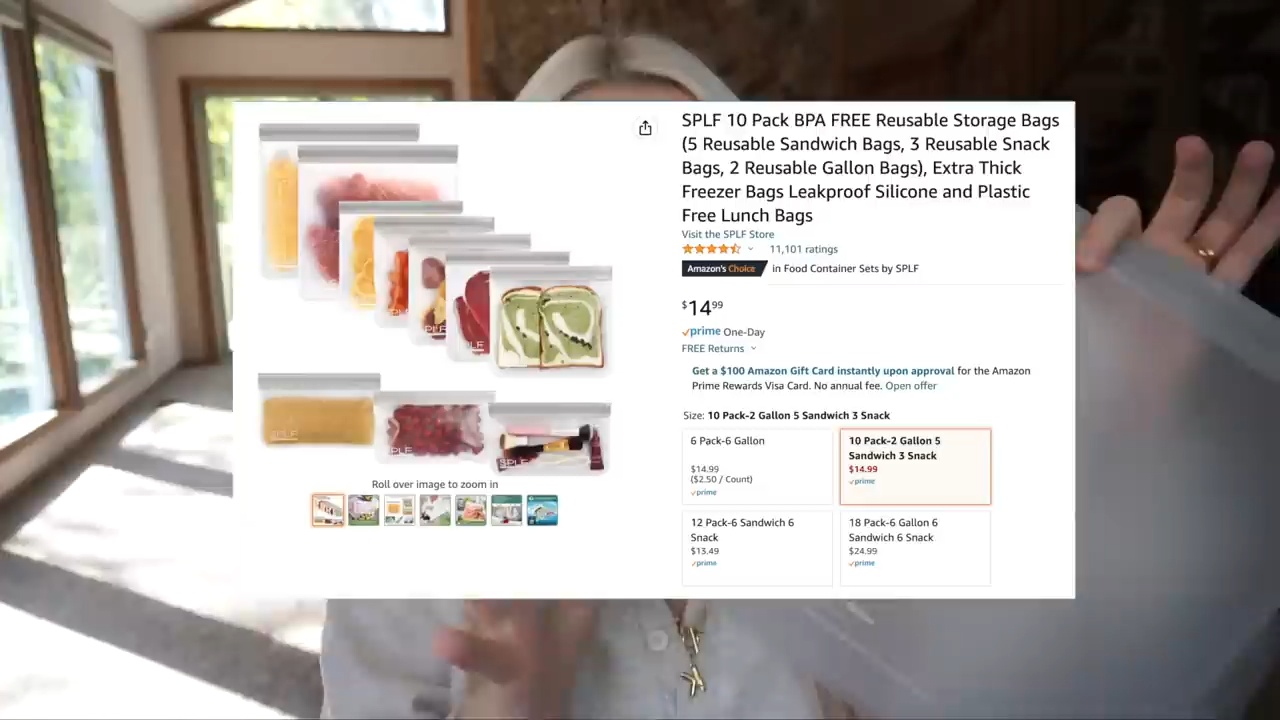 SPLF 10 Pack BPA FREE Reusable Storage Bags
(5 Reusable Sandwich Bags, 3 Reusable Snack
Bags, 2 Reusable Gallon Bags), Extra Thick
Freezer Bags Leakproof Silicone and Plastic
Free Lunch Bags
Visit the SPLF Store
11,101 ratings
Amazon's Choice in Food Container Sets by SPLF
$14.99
prime One-Day
FREE Returns
Get a $100 Amazon Gift Card instantly upon approval for the Amazon
Prime Rewards Visa Card. No annual fee. Open offer
Size: 10 Pack-2 Gallon 5 Sandwich 3 Snack
6 Pack-6 Gallon
$14.99
($2.50 / Count)
prime
10 Pack-2 Gallon 5
Sandwich 3 Snack
$14.99
prime
12 Pack-6 Sandwich 6
Snack
$13.49
prime
18 Pack-6 Gallon 6
Sandwich 6 Snack
$24.99
prime
SPLF
SPLF
Roll over image to zoom in